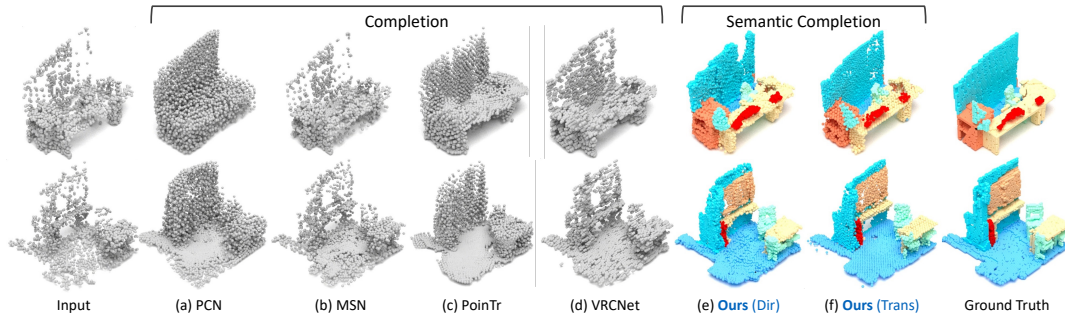 Completion
Semantic Completion
Input
(a) PCN
(b) MSN
(c) PoinTr
(d) VRCNet
(e) Ours (Dir)
(f) Ours (Trans)
Ground Truth